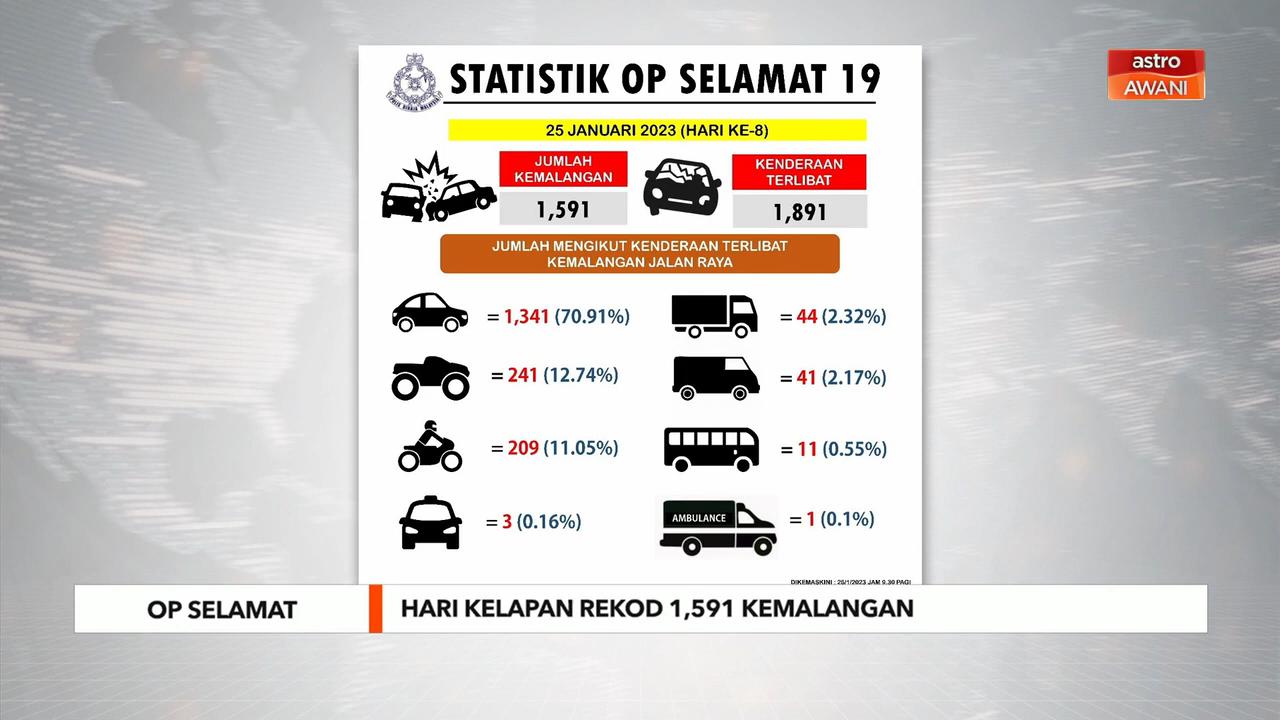 STATISTIK OP SELAMAT 19
astro
AWANI
25 JANUARI 2023 (HARI KE-8)
JUMLAH
KEMALANGAN
1,591
KENDERAAN
TERLIBAT
1,891
JUMLAH MENGIKUT KENDERAAN TERLIBAT
KEMALANGAN JALAN RAYA
= 1,341 (70.91%)
= 44 (2.32%)
= 241 (12.74%)
= 41 (2.17%)
= 209 (11.05%)
= 11 (0.55%)
= 3 (0.16%)
AMBULANCE
= 1 (0.1%)
DIKEMASKINI : 25/1/2023 JAM 9.30 PAGI
OP SELAMAT
HARI KELAPAN REKOD 1,591 KEMALANGAN